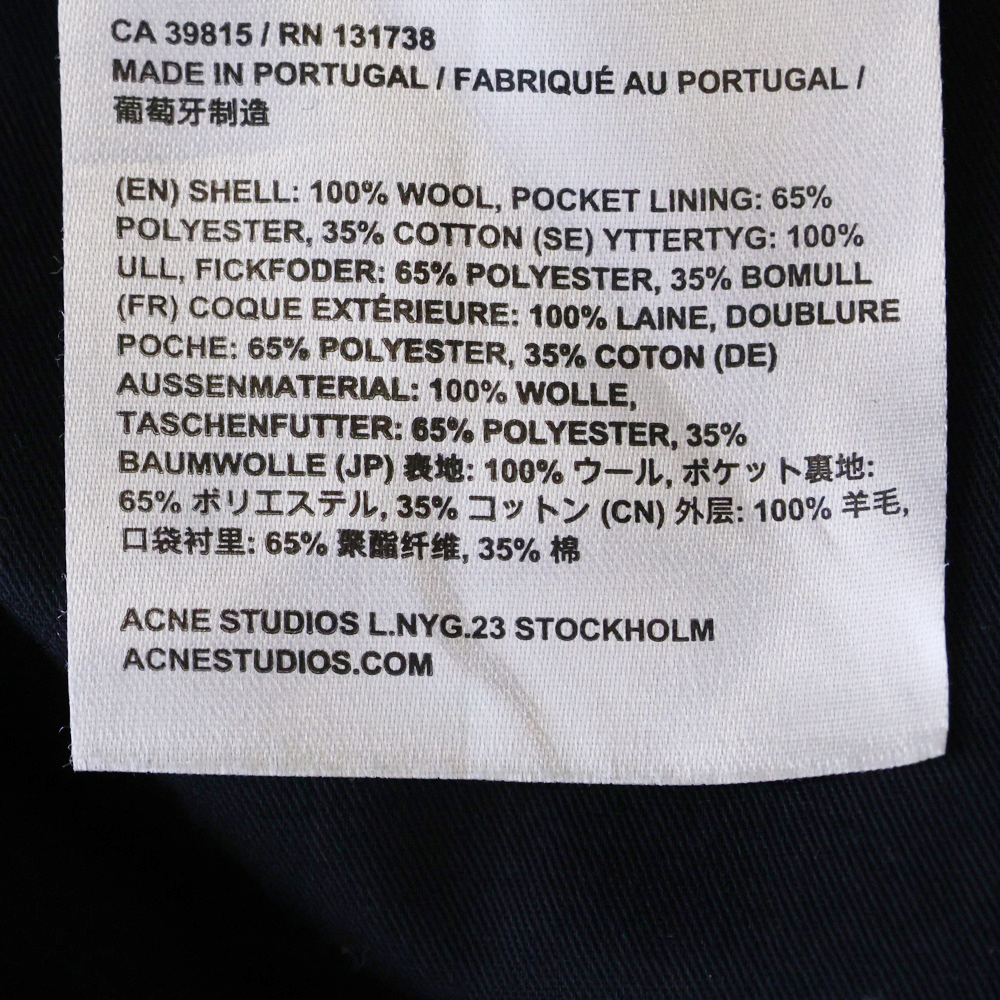 CA 39815 / RN 131738
MADE IN PORTUGAL / FABRIQUÉ AU PORTUGAL /
葡萄牙制造
(EN) SHELL: 100% WOOL, POCKET LINING: 65%
POLYESTER, 35% COTTON (SE) YTTERTYG: 100%
ULL, FICKFODER: 65% POLYESTER, 35% BOMULL
(FR) COQUE EXTÉRIEURE: 100% LAINE, DOUBLURE
POCHE: 65% POLYESTER, 35% COTON (DE)
AUSSENMATERIAL: 100% WOLLE,
TASCHENFUTTER: 65% POLYESTER, 35%
BAUMWOLLE (JP) 表地: 100% ウール, ポケット裏地:
65% ポリエステル, 35% コットン (CN) 外层: 100% 羊毛,
口袋衬里: 65% 聚酯纤维, 35% 棉
ACNE STUDIOS L.NYG.23 STOCKHOLM
ACNESTUDIOS.COM